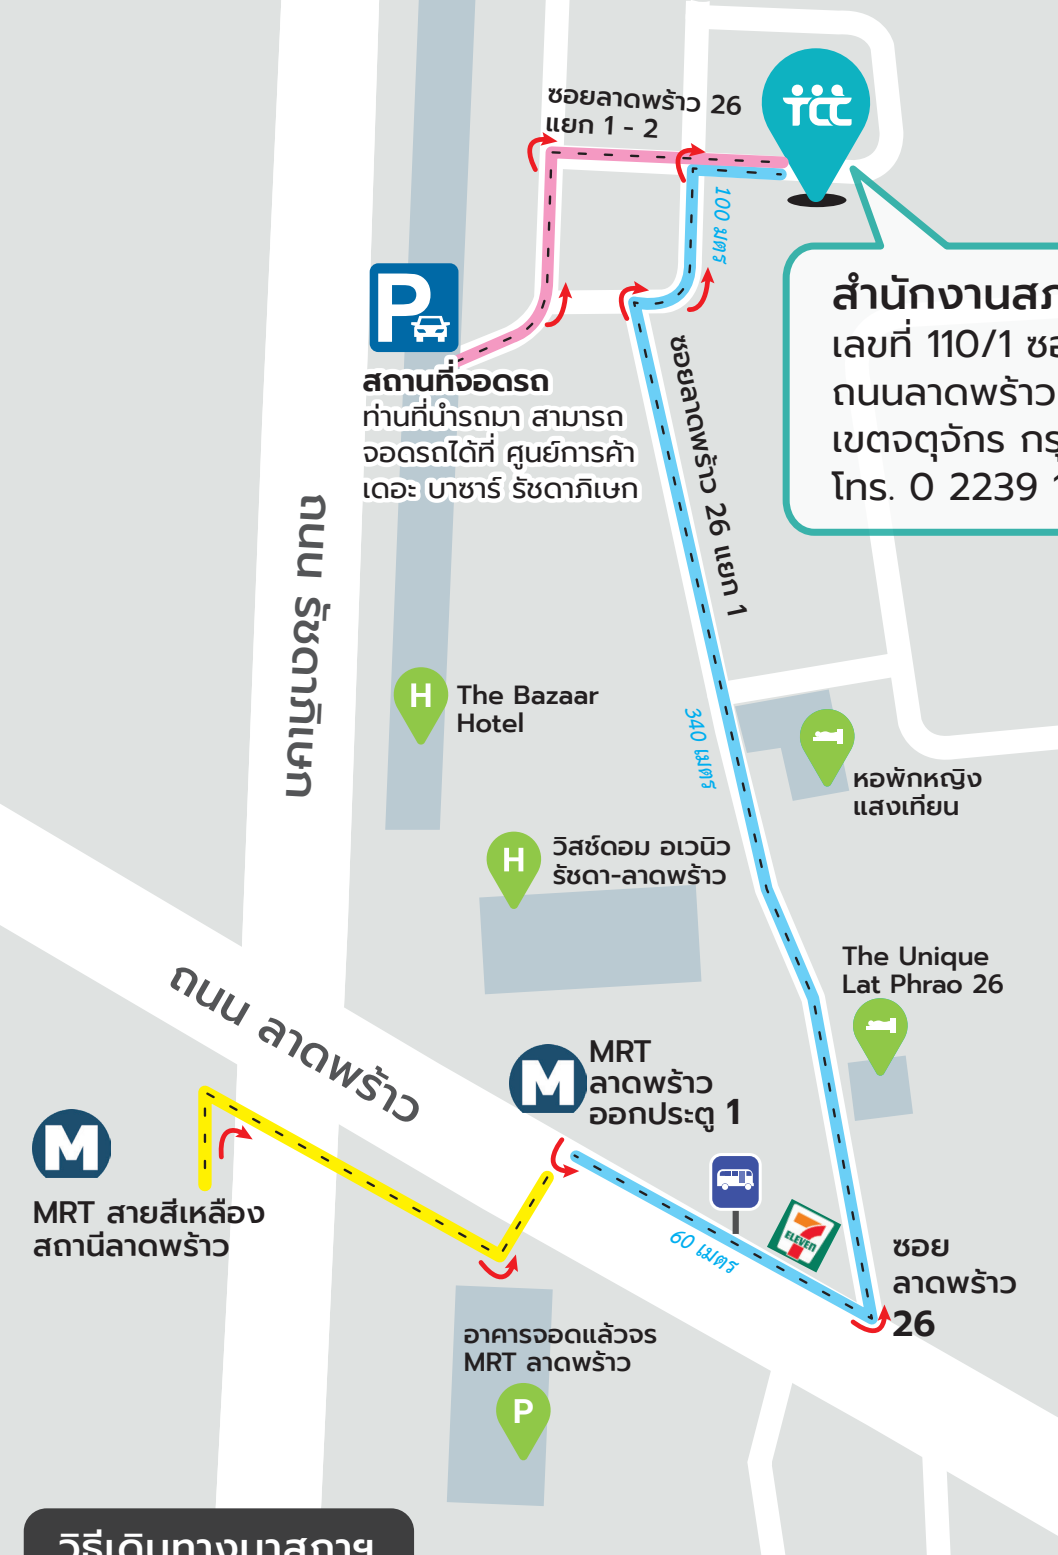 ซอยลาดพร้าว 26
แยก 1 - 2
TCC
100 เมตร
P
สถานที่จอดรถ
ท่านที่นำรถมา สามารถ
จอดรถได้ที่ ศูนย์การค้า
เดอะ บาซาร์ รัชดาภิเษก
เลขที่ 110/1
ถนนลาดพร้าว
เขตจตุจักร
โทร. 0 2239
ซอยลาดพร้าว 26 แยก 1
ถนน รัชดาภิเษก
H
The Bazaar
Hotel
340 เมตร
หอพักหญิง
แสงเทียน
H
วิสช์ดอม อเวนิว
รัชดา-ลาดพร้าว
The Unique
Lat Phrao 26
ถนน ลาดพร้าว
M
MRT
ลาดพร้าว
ออกประตู 1
M
MRT สายสีเหลือง
สถานีลาดพร้าว
60 เมตร
7
ELEVEN
ซอย
ลาดพร้าว
26
อาคารจอดแล้วจร
MRT ลาดพร้าว
P
วิธีเดินทางมาสภาฯ